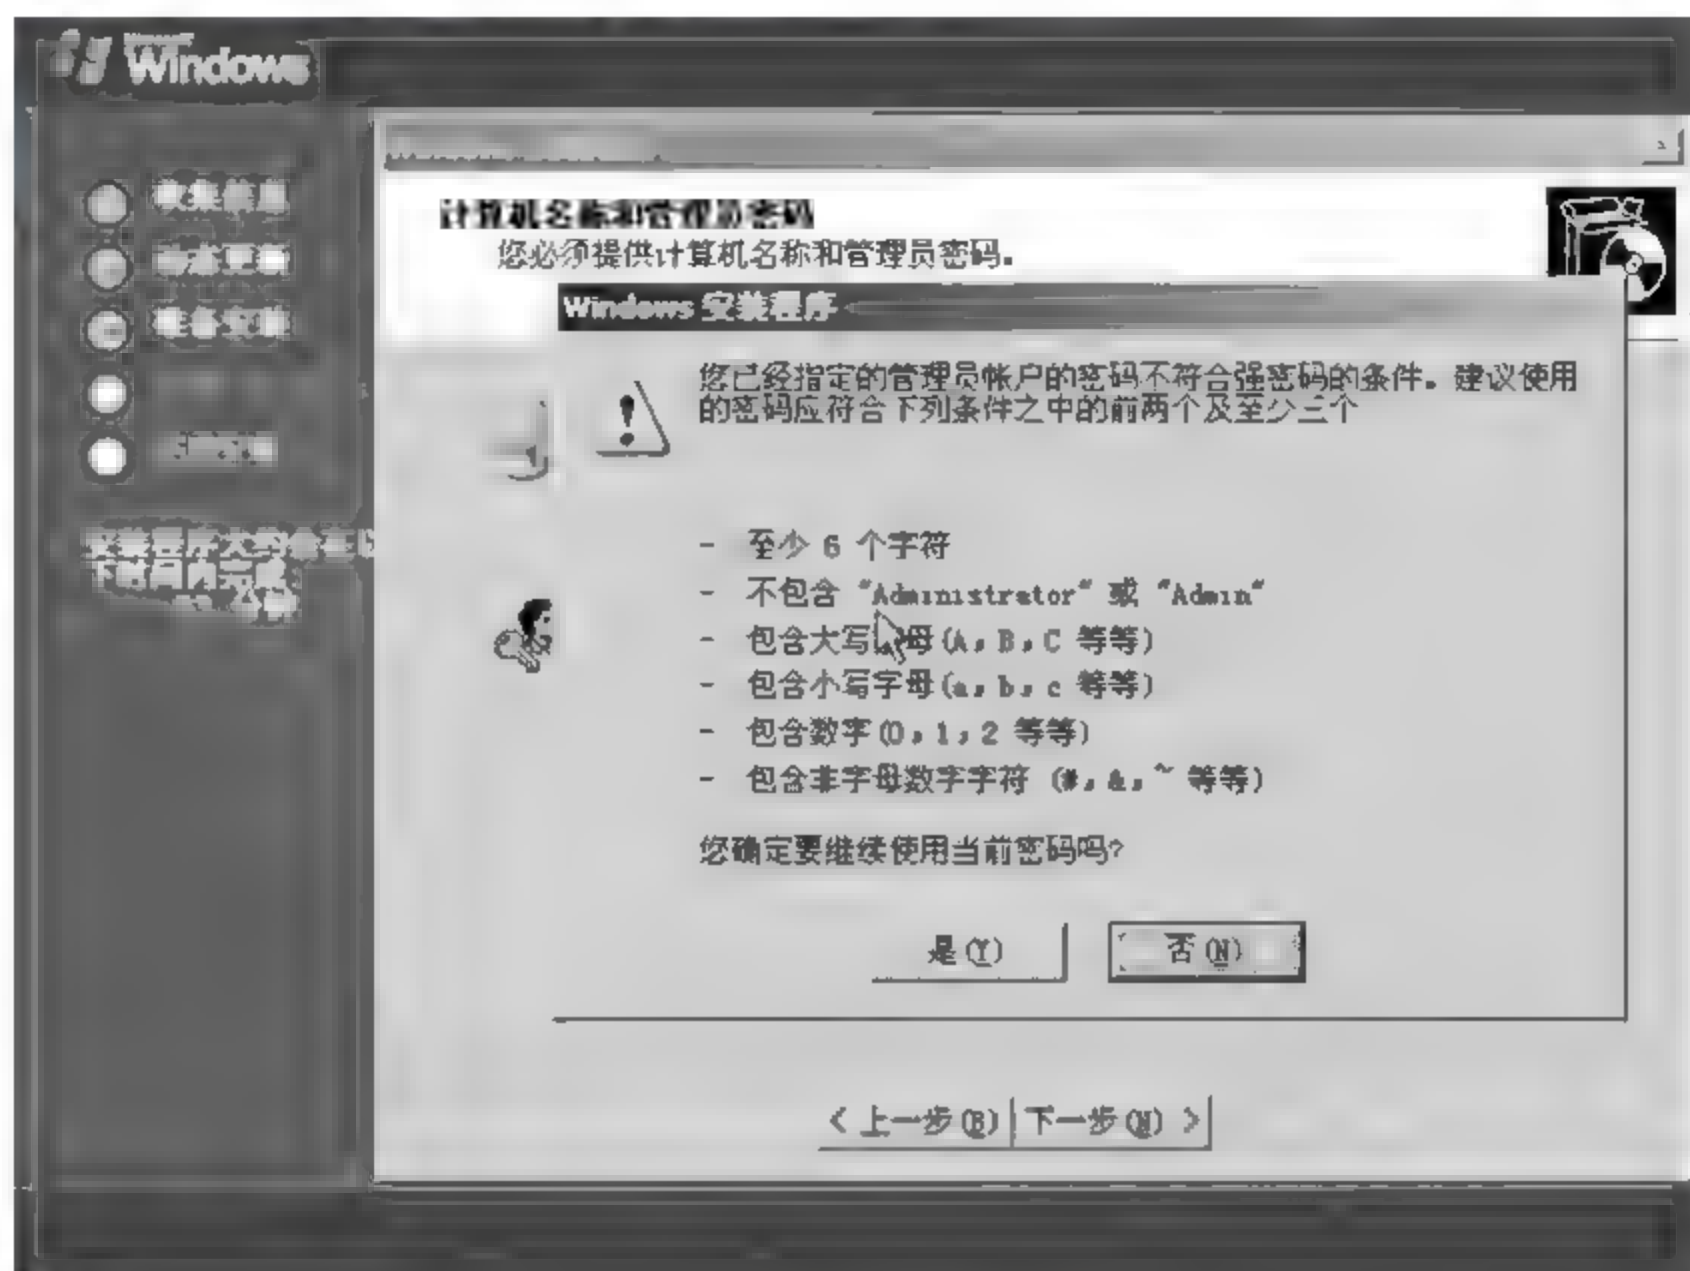 Windows
计算机名称和管理员密码
您必须提供计算机名称和管理员密码。
Windows 安装程序
您已经指定的管理员帐户的密码不符合强密码的条件。建议使用
的密码应符合下列条件之中的前两个及至少三个
- 至少 6 个字符
- 不包含 "Administrator" 或 "Admin"
- 包含大写字母(A, B, C 等等)
- 包含小写字母(a, b, c 等等)
- 包含数字(0, 1, 2 等等)
- 包含非字母数字字符 (#, &, ~ 等等)
您确定要继续使用当前密码吗?
是(Y)
否(N)
< 上一步(B)
下一步(N) >